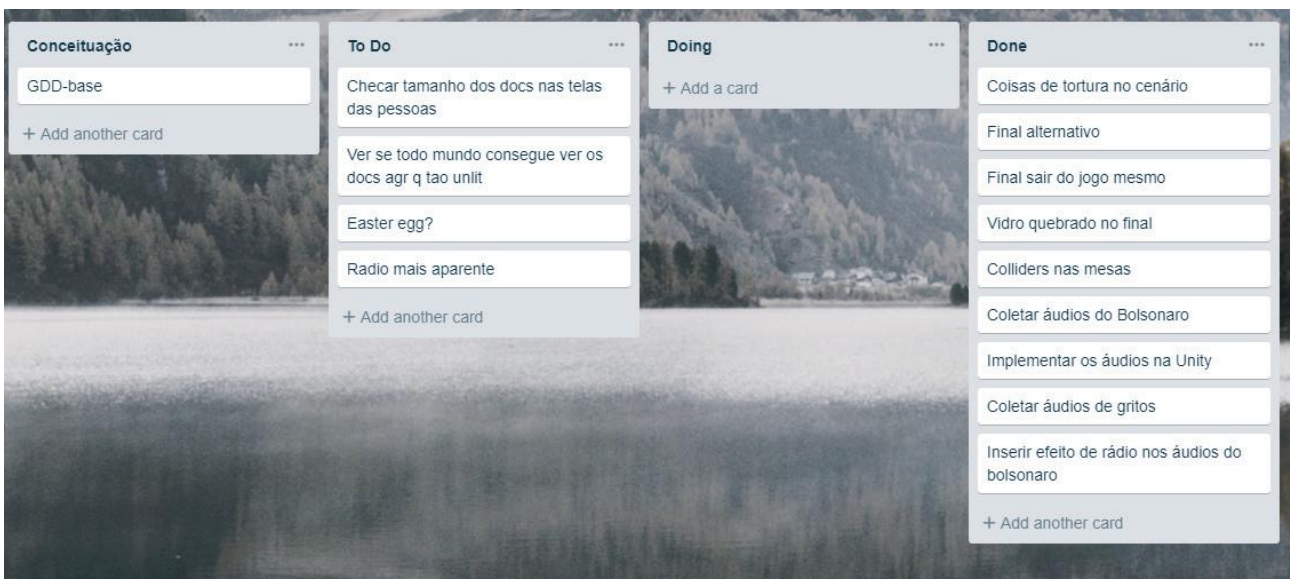 Conceituação
GDD-base
+ Add another card
To Do
Checar tamanho dos docs nas telas
das pessoas
Ver se todo mundo consegue ver os
docs agr q tao unlit
Easter egg?
Radio mais aparente
+ Add another card
Doing
+ Add a card
Done
Coisas de tortura no cenário
Final alternativo
Final sair do jogo mesmo
Vidro quebrado no final
Colliders nas mesas
Coletar áudios do Bolsonaro
Implementar os áudios na Unity
Coletar áudios de gritos
Inserir efeito de rádio nos áudios do
bolsonaro
+ Add another card